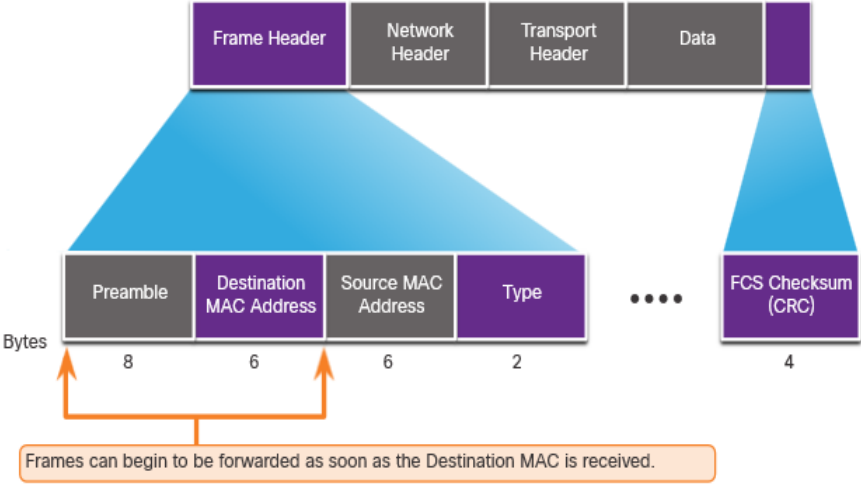 Frame Header
Network
Header
Transport
Header
Data
Preamble
Destination
MAC Address
Source MAC
Address
Type
••••
FCS Checksum
(CRC)
Bytes
8
6
6
2
4
Frames can begin to be forwarded as soon as the Destination MAC is received.